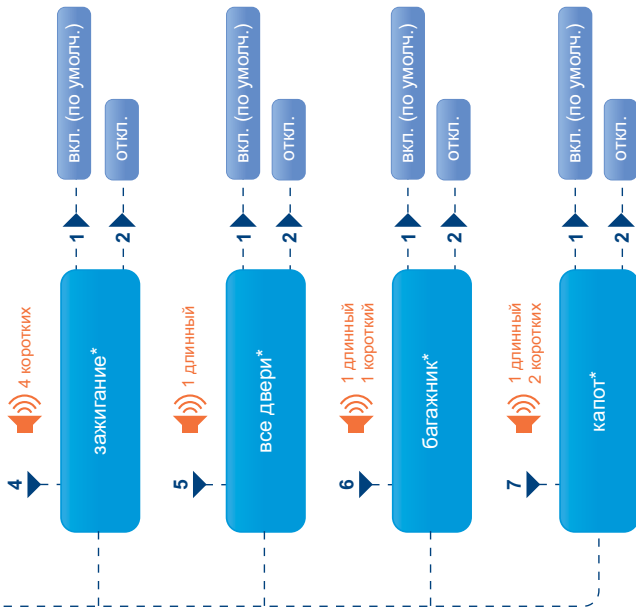 4
4 коротких
зажигание*
1
вкл. (по умолч.)
2
откл.
5
1 длинный
все двери*
1
вкл. (по умолч.)
2
откл.
6
1 длинный
1 короткий
багажник*
1
вкл. (по умолч.)
2
откл.
7
1 длинный
2 коротких
капот*
1
вкл. (по умолч.)
2
откл.